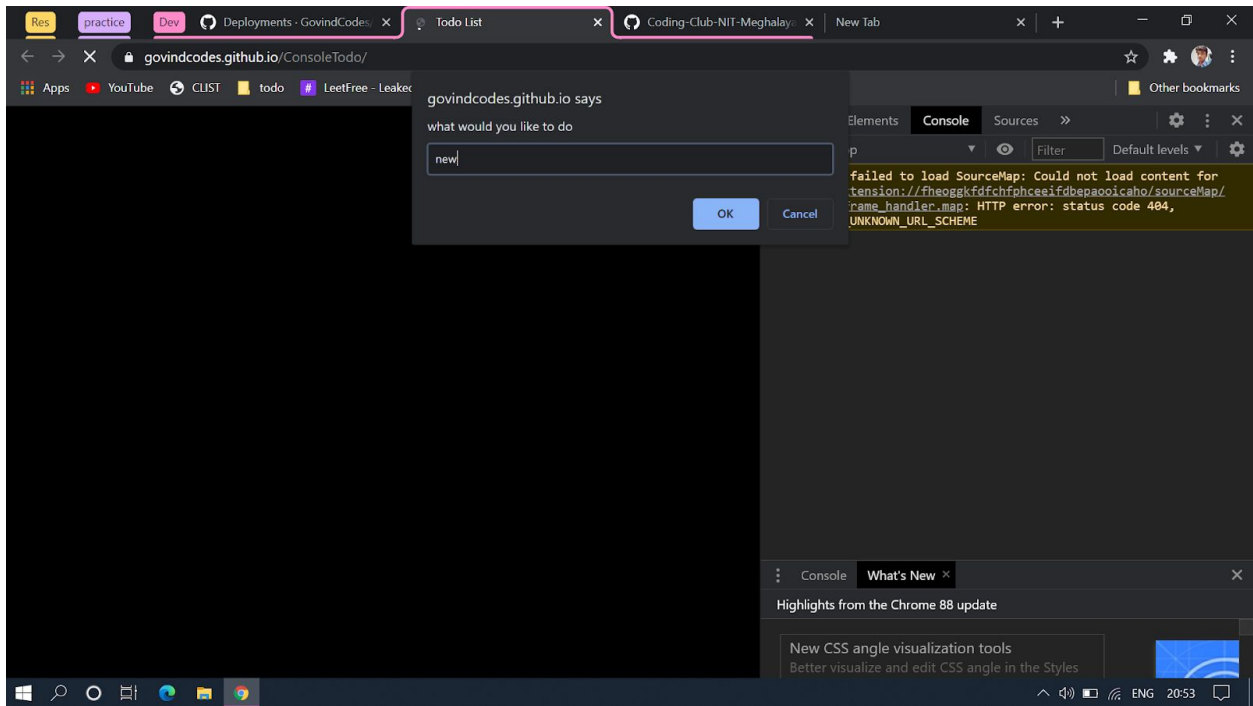 Res practice Dev Deployments · GovindCodes/ Todo List Coding-Club-NIT-Meghalaya New Tab
govindcodes.github.io/ConsoleTodo/
Apps YouTube CLIST todo # LeetFree - Leaked Other bookmarks
govindcodes.github.io says
what would you like to do
new
OK Cancel
Elements Console Sources »
Filter Default levels ▼
failed to load SourceMap: Could not load content for
tension://fheoggkfdfchfphceeifdbepaooicaho/sourceMap/
frame_handler.map: HTTP error: status code 404,
UNKNOWN_URL_SCHEME
Console What's New ×
Highlights from the Chrome 88 update
New CSS angle visualization tools
Better visualize and edit CSS angle in the Styles
ENG 20:53